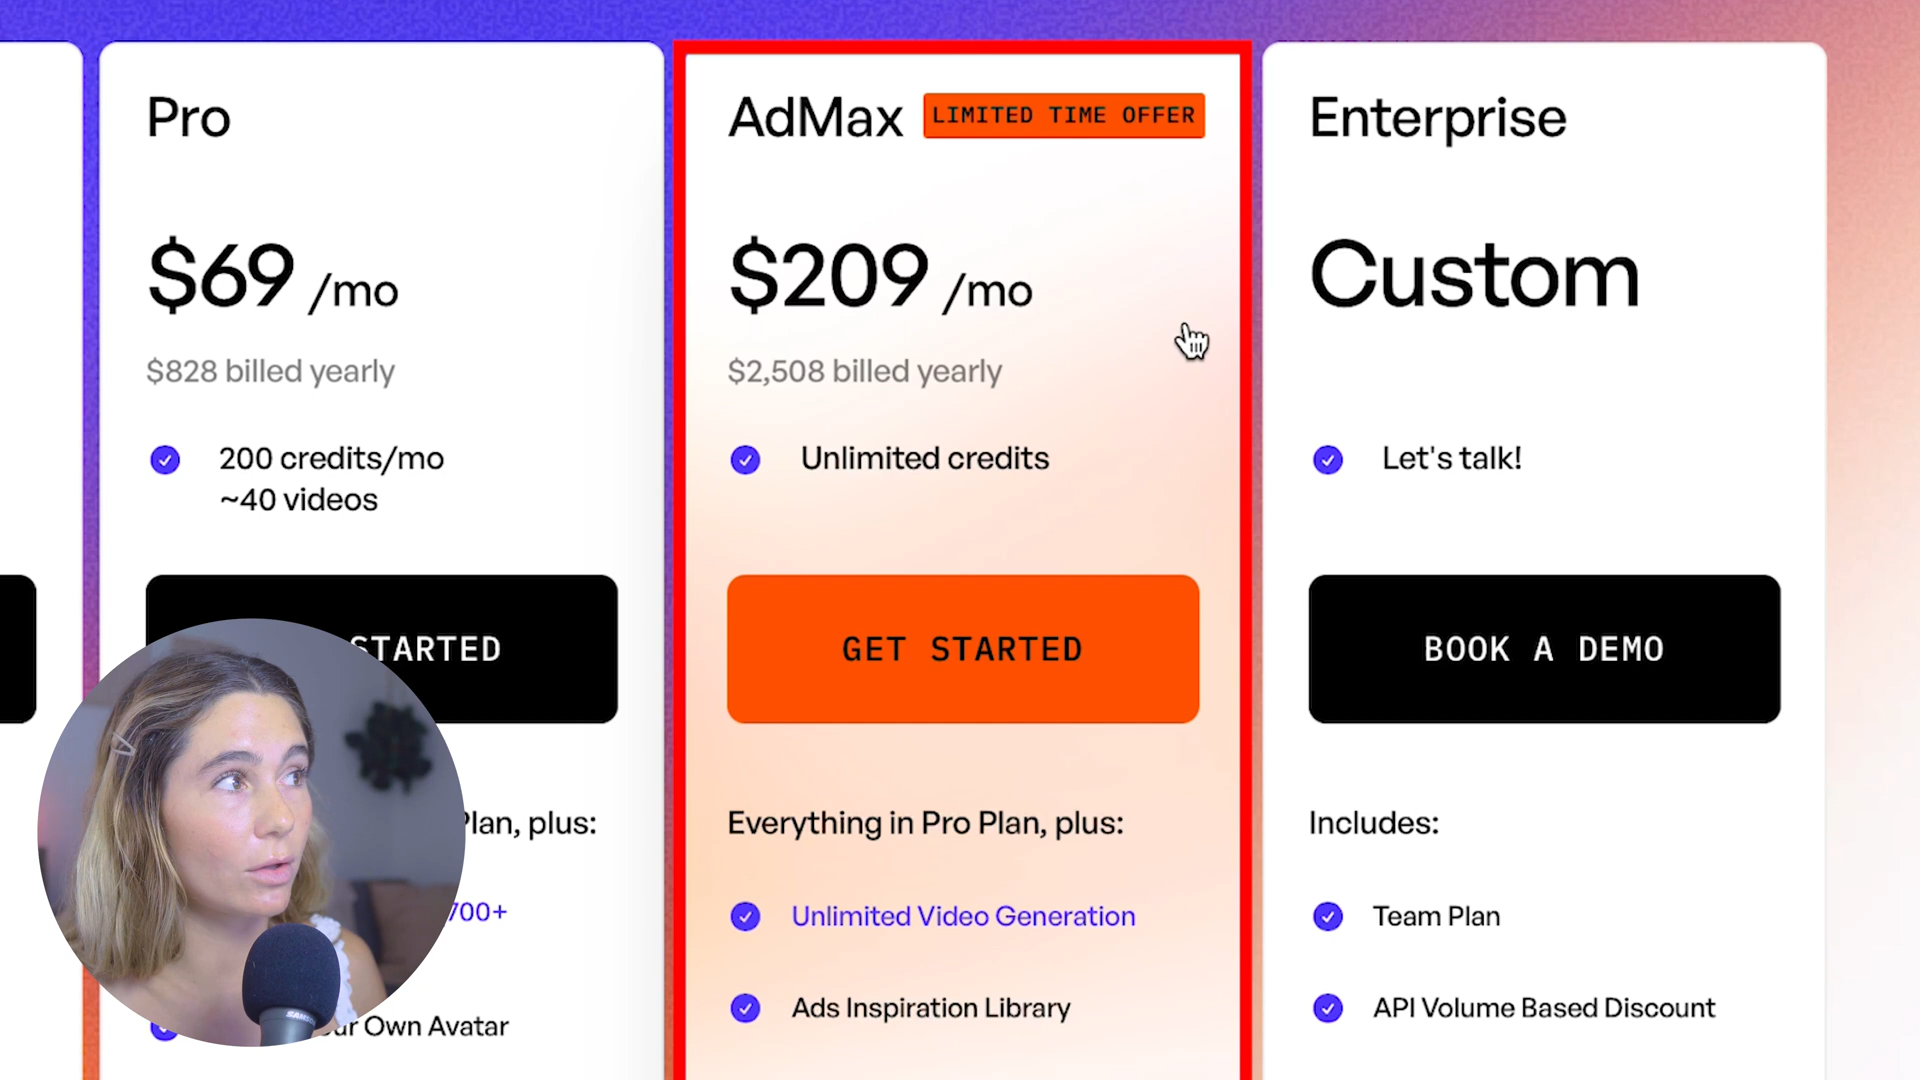 Pro
$69 /mo
$828 billed yearly
200 credits/mo
~40 videos
STARTED
Plan, plus:
700+
Own Avatar
AdMax LIMITED TIME OFFER
$209 /mo
$2,508 billed yearly
Unlimited credits
GET STARTED
Everything in Pro Plan, plus:
Unlimited Video Generation
Ads Inspiration Library
Enterprise
Custom
Let's talk!
BOOK A DEMO
Includes:
Team Plan
API Volume Based Discount